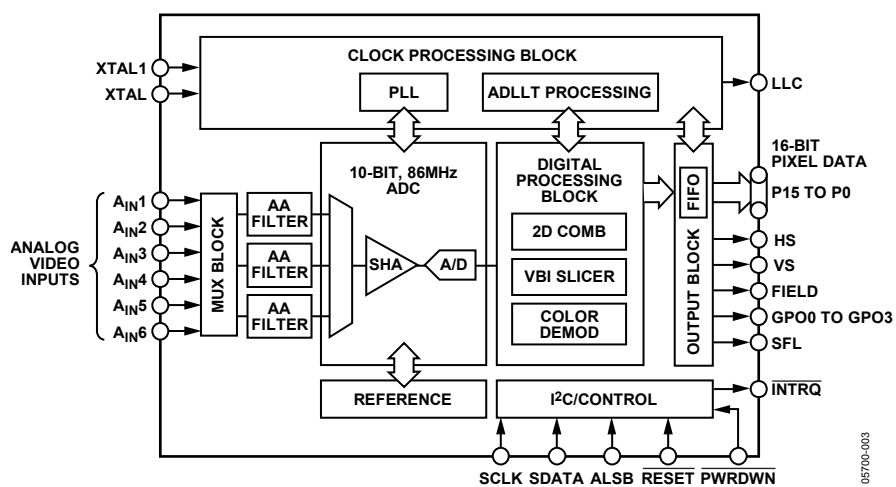 CLOCK PROCESSING BLOCK
XTAL1
XTAL
PLL
ADLLT PROCESSING
LLC
16-BIT
PIXEL DATA
P15 TO P0
10-BIT, 86MHz
ADC
DIGITAL
PROCESSING
BLOCK
FIFO
OUTPUT BLOCK
ANALOG
VIDEO
INPUTS
AIN1
AIN2
AIN3
AIN4
AIN5
AIN6
MUX BLOCK
AA
FILTER
AA
FILTER
AA
FILTER
SHA
A/D
2D COMB
VBI SLICER
COLOR
DEMOD
HS
VS
FIELD
GPO0 TO GPO3
SFL
REFERENCE
I2C/CONTROL
INTRQ
SCLK
SDATA
ALSB
RESET
PWRDWN
05700-003